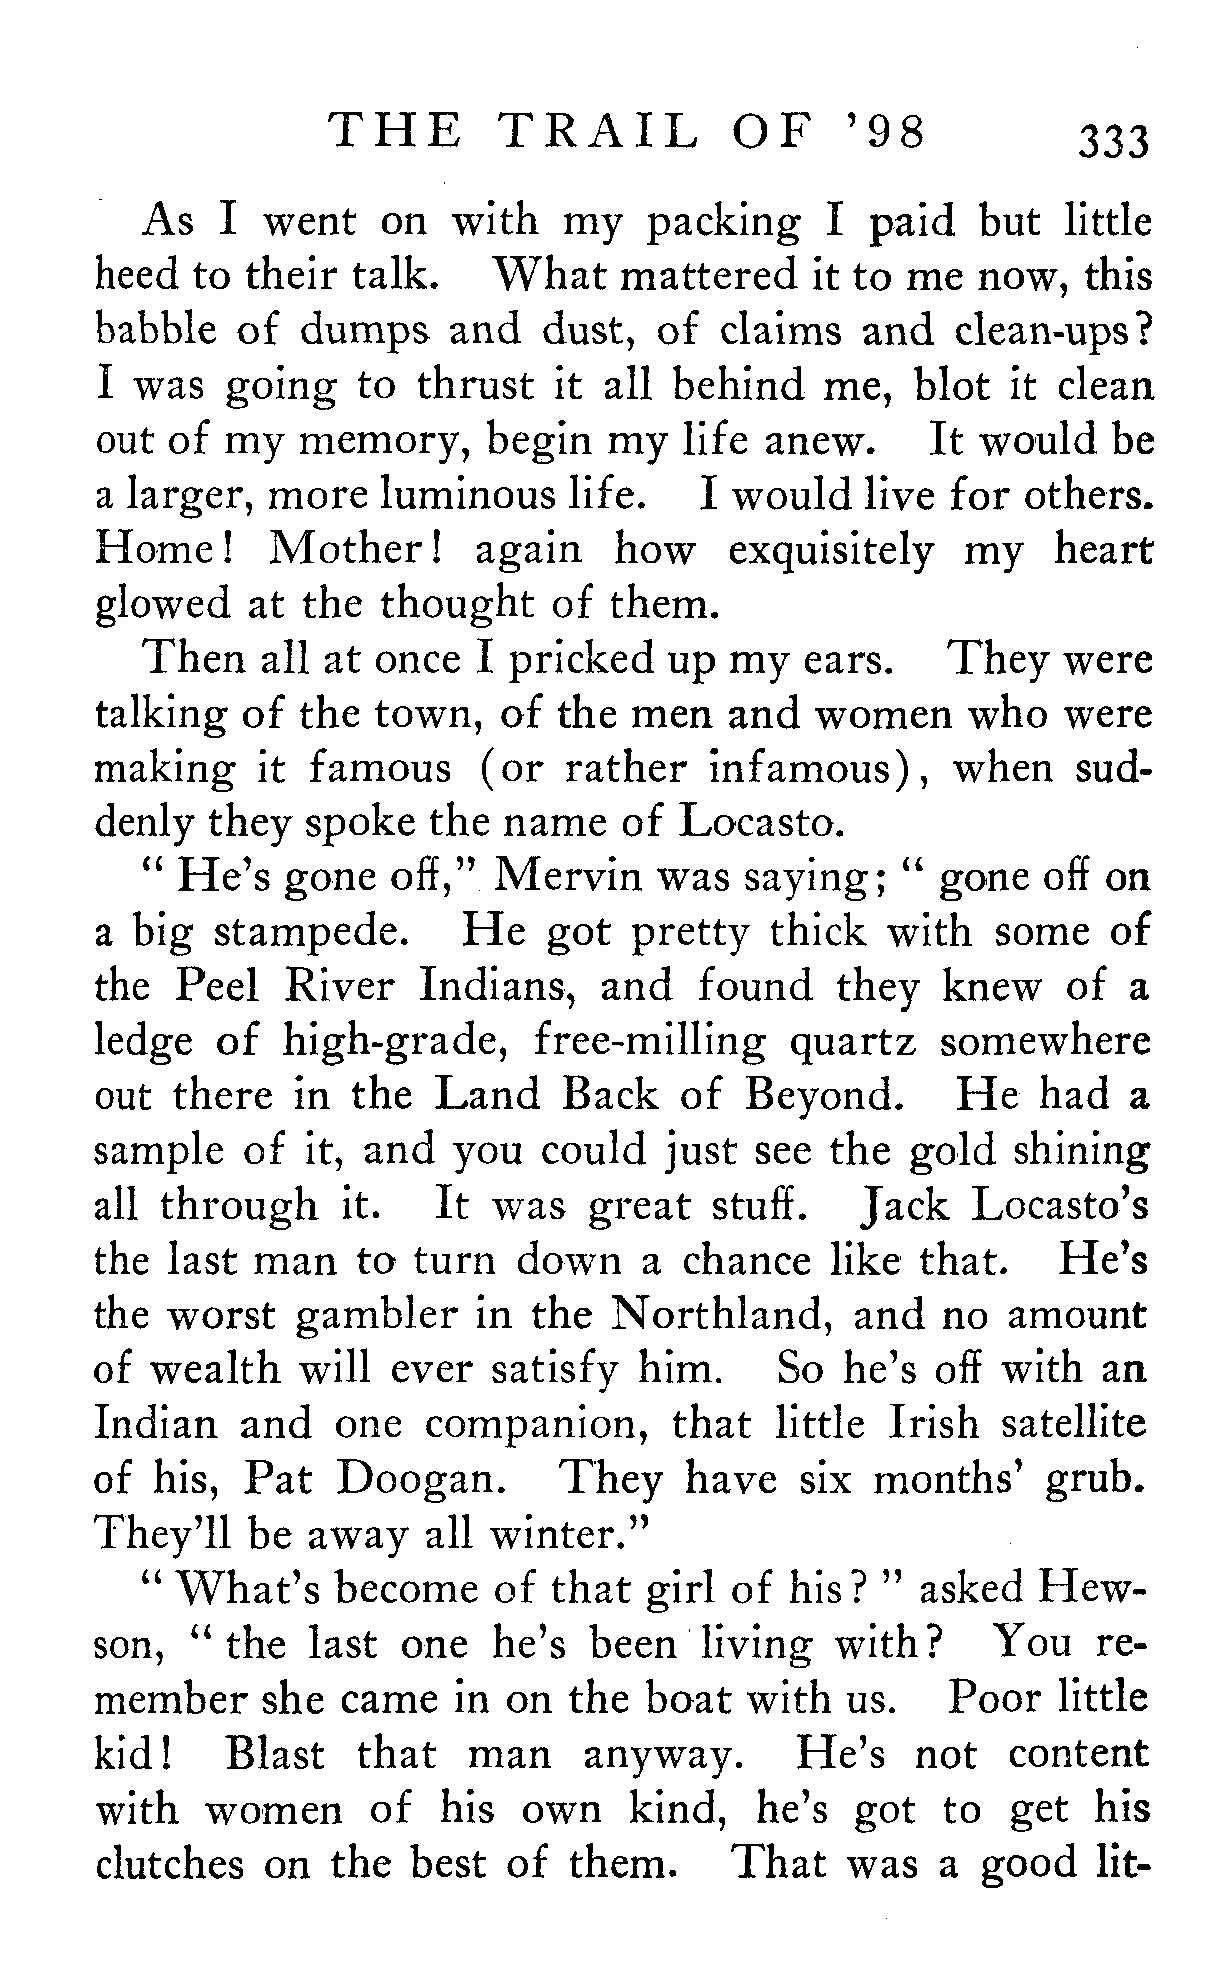 THE TRAIL OF '98 333
As I went on with my packing I paid but little
heed to their talk. What mattered it to me now, this
babble of dumps and dust, of claims and clean-ups?
I was going to thrust it all behind me, blot it clean
out of my memory, begin my life anew. It would be
a larger, more luminous life. I would live for others.
Home! Mother! again how exquisitely my heart
glowed at the thought of them.
Then all at once I pricked up my ears. They were
talking of the town, of the men and women who were
making it famous (or rather infamous), when sud-
denly they spoke the name of Locasto.
"He's gone off," Mervin was saying; "gone off on
a big stampede. He got pretty thick with some of
the Peel River Indians, and found they knew of a
ledge of high-grade, free-milling quartz somewhere
out there in the Land Back of Beyond. He had a
sample of it, and you could just see the gold shining
all through it. It was great stuff. Jack Locasto's
the last man to turn down a chance like that. He's
the worst gambler in the Northland, and no amount
of wealth will ever satisfy him. So he's off with an
Indian and one companion, that little Irish satellite
of his, Pat Doogan. They have six months' grub.
They'll be away all winter."
"What's become of that girl of his?" asked Hew-
son, "the last one he's been living with? You re-
member she came in on the boat with us. Poor little
kid! Blast that man anyway. He's not content
with women of his own kind, he's got to get his
clutches on the best of them. That was a good lit-